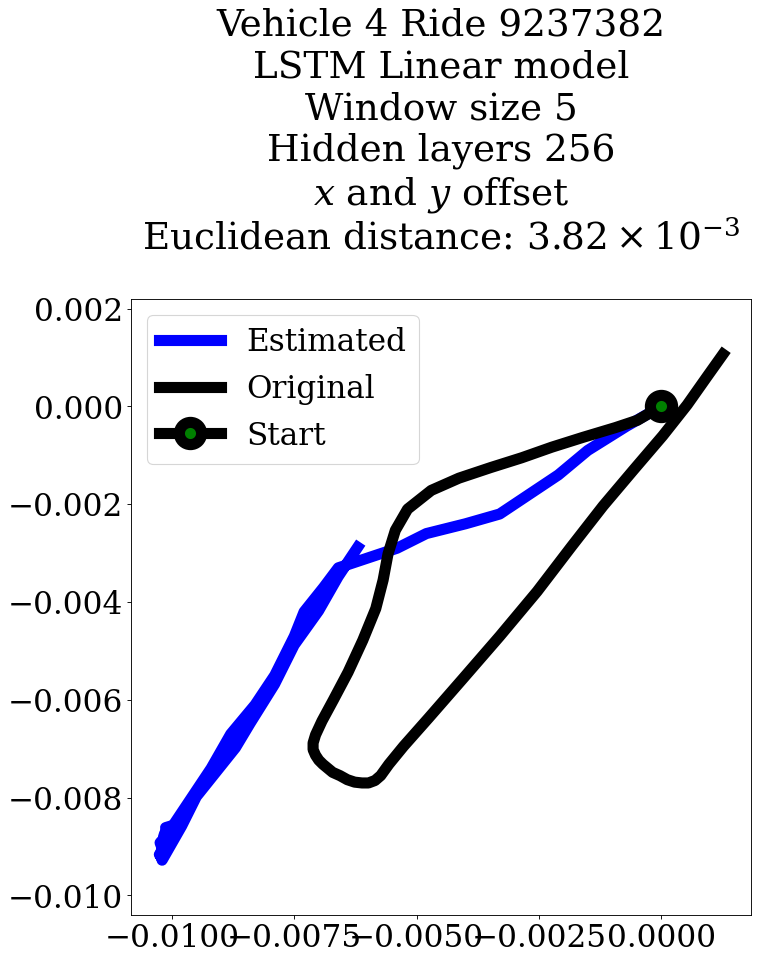 Vehicle 4 Ride 9237382
LSTM Linear model
Window size 5
Hidden layers 256
x and y offset
Euclidean distance: 3.82 × 10⁻³
Estimated
Original
Start
0.002
0.000
−0.002
−0.004
−0.006
−0.008
−0.010
−0.0100 −0.0075 −0.0050 −0.0025 0.0000